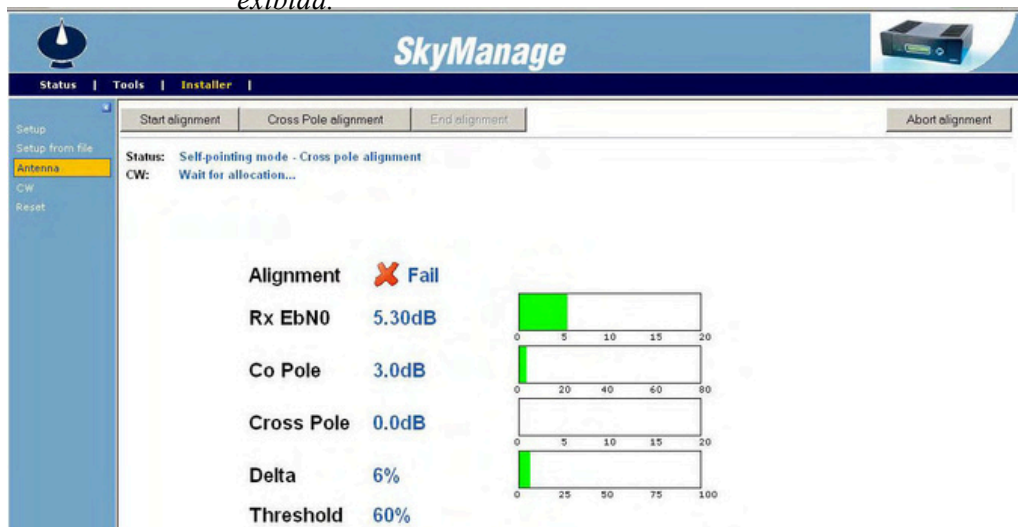 exibida.
SkyManage
Status | Tools | Installer |
Setup
Setup from file
Antenna
CW
Reset
Start alignment Cross Pole alignment End alignment Abort alignment
Status: Self-pointing mode - Cross pole alignment
CW: Wait for allocation...
Alignment Fail
Rx EbN0 5.30dB
0 5 10 15 20
Co Pole 3.0dB
0 20 40 60 80
Cross Pole 0.0dB
0 5 10 15 20
Delta 6%
0 25 50 75 100
Threshold 60%